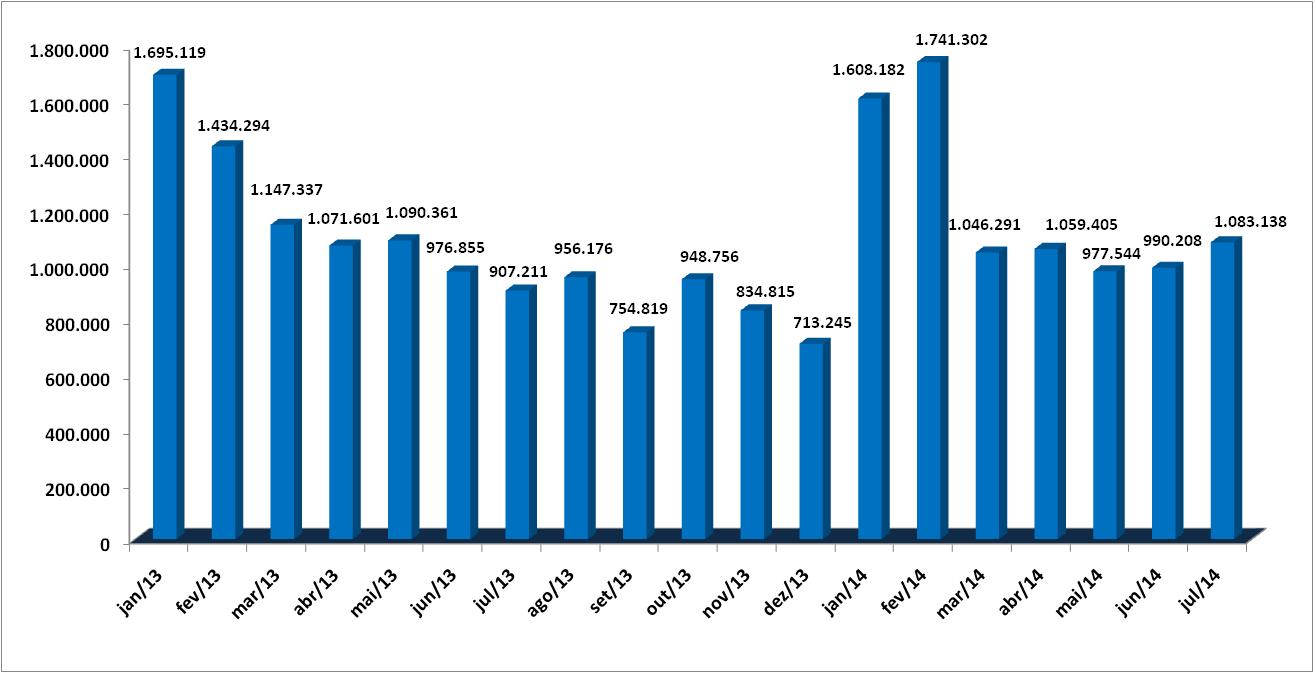 1.800.000
1.600.000
1.400.000
1.200.000
1.000.000
800.000
600.000
400.000
200.000
0
1.695.119
1.434.294
1.147.337
1.071.601
1.090.361
976.855
907.211
956.176
754.819
948.756
834.815
713.245
1.608.182
1.741.302
1.046.291
1.059.405
977.544
990.208
1.083.138
jan/13
fev/13
mar/13
abr/13
mai/13
jun/13
jul/13
ago/13
set/13
out/13
nov/13
dez/13
jan/14
fev/14
mar/14
abr/14
mai/14
jun/14
jul/14